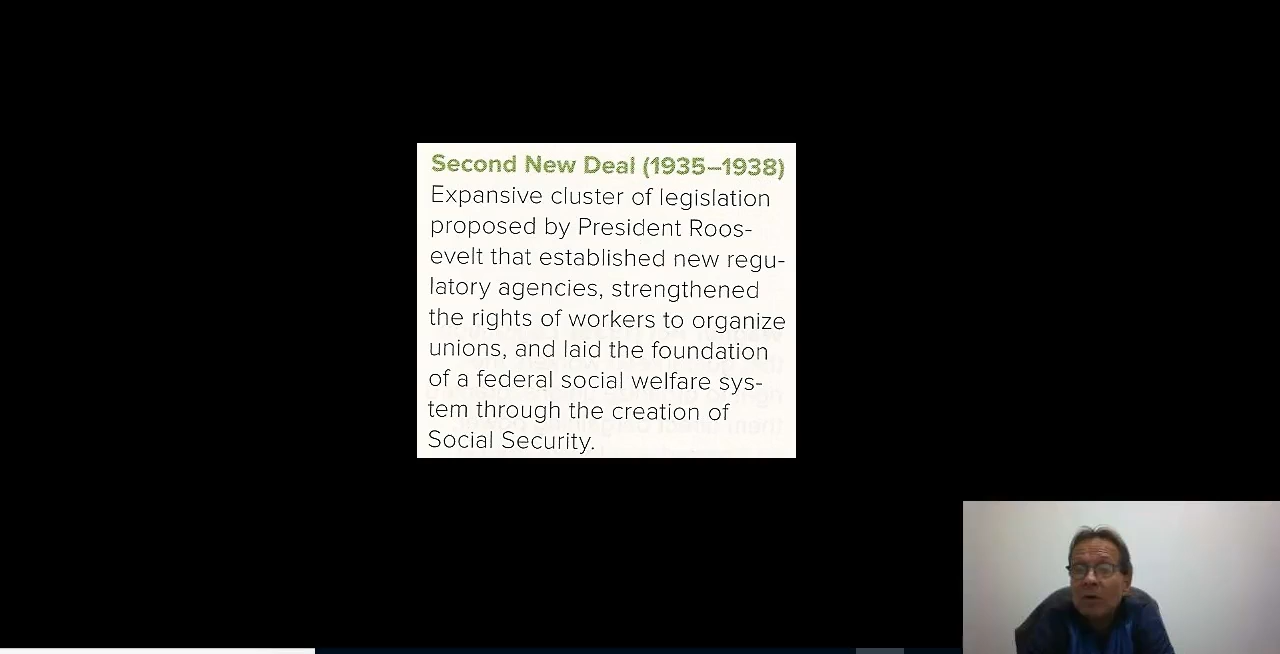 Second New Deal (1935–1938)
Expansive cluster of legislation
proposed by President Roos-
evelt that established new regu-
latory agencies, strengthened
the rights of workers to organize
unions, and laid the foundation
of a federal social welfare sys-
tem through the creation of
Social Security.